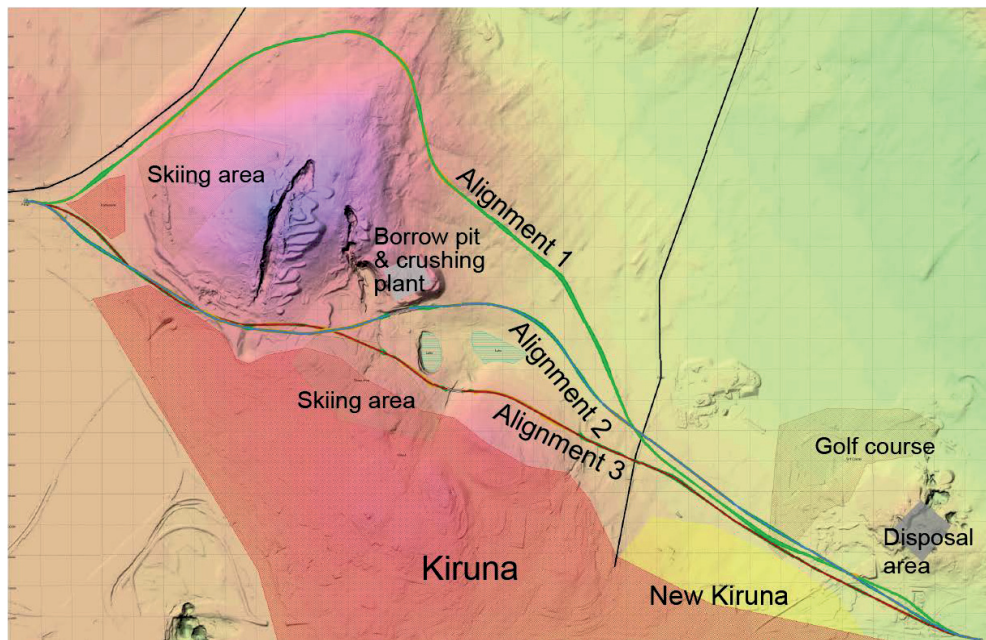 Skiing area
Alignment 1
Borrow pit
& crushing
plant
Alignment 2
Skiing area
Alignment 3
Golf course
Disposal
area
Kiruna
New Kiruna